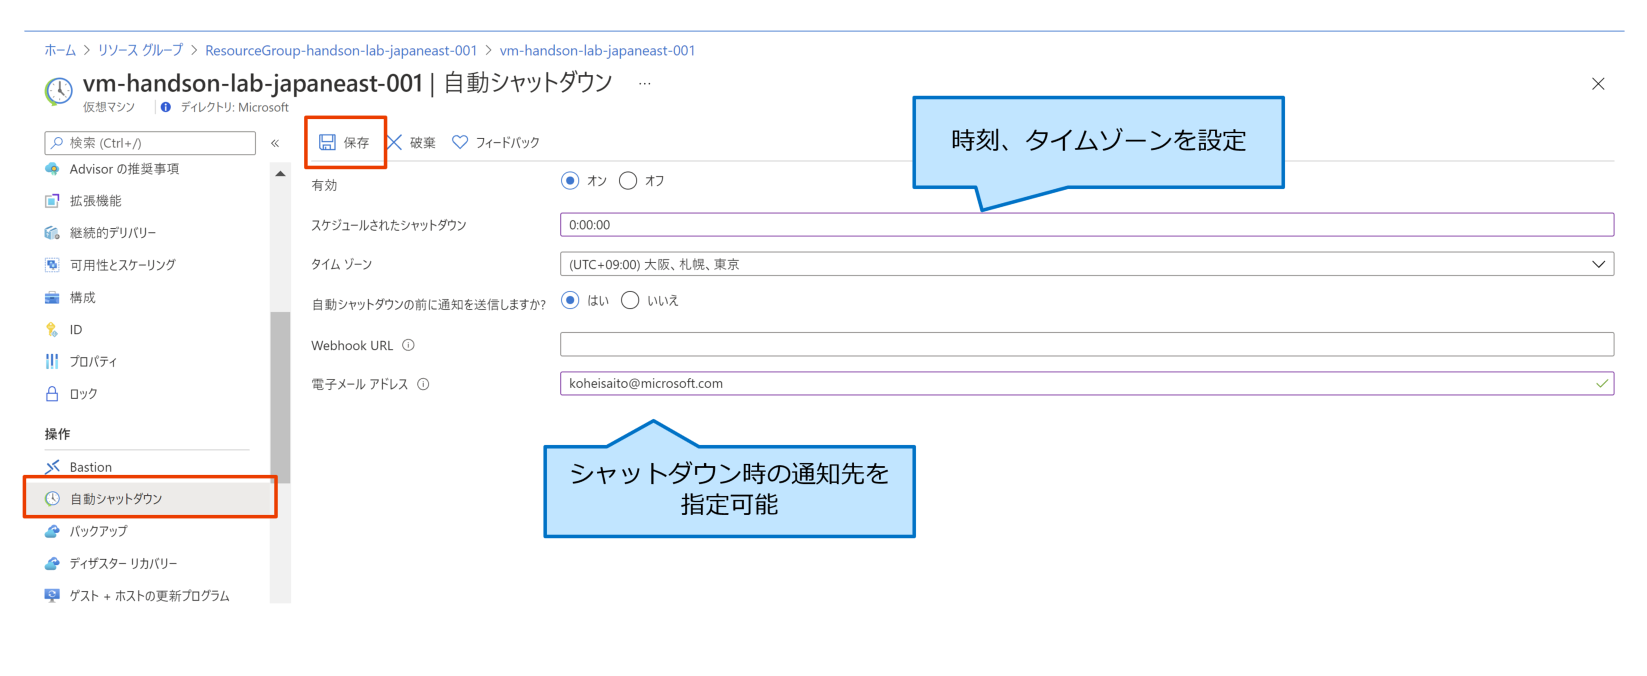 ホーム > リソース グループ > ResourceGroup-handson-lab-japaneast-001 > vm-handson-lab-japaneast-001
vm-handson-lab-japaneast-001 | 自動シャットダウン …
仮想マシン ディレクトリ: Microsoft
検索 (Ctrl+/)
«
保存
破棄
フィードバック
時刻、タイムゾーンを設定
Advisor の推奨事項
拡張機能
継続的デリバリー
可用性とスケーリング
構成
ID
プロパティ
ロック
操作
Bastion
自動シャットダウン
バックアップ
ディザスター リカバリー
ゲスト + ホストの更新プログラム
有効 オン オフ
スケジュールされたシャットダウン 0:00:00
タイム ゾーン (UTC+09:00) 大阪、札幌、東京
自動シャットダウンの前に通知を送信しますか? はい いいえ
Webhook URL
電子メール アドレス koheisaito@microsoft.com
シャットダウン時の通知先を
指定可能